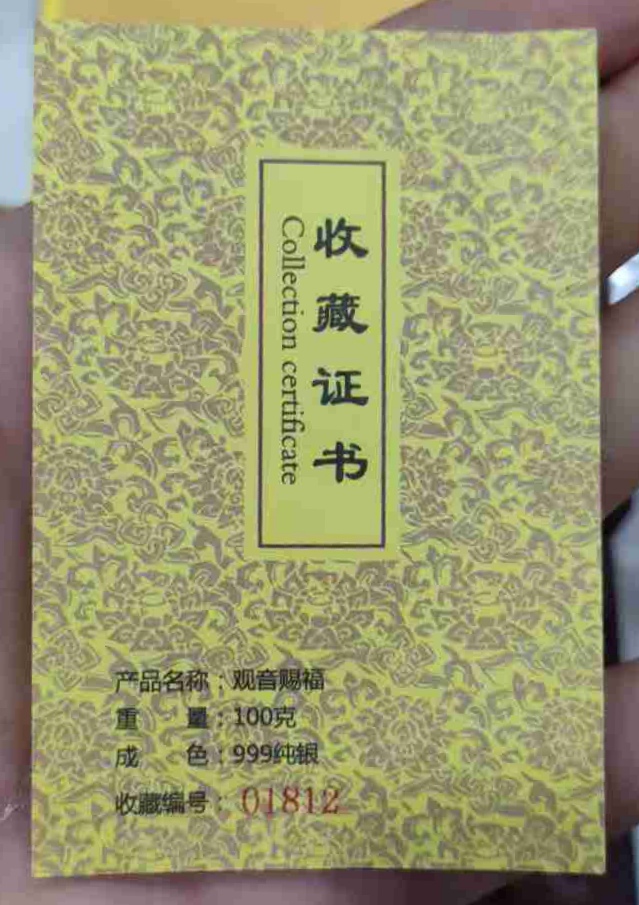 收藏证书
Collection certificate
产品名称：观音赐福
重量：100克
成色：999纯银
收藏编号：01812